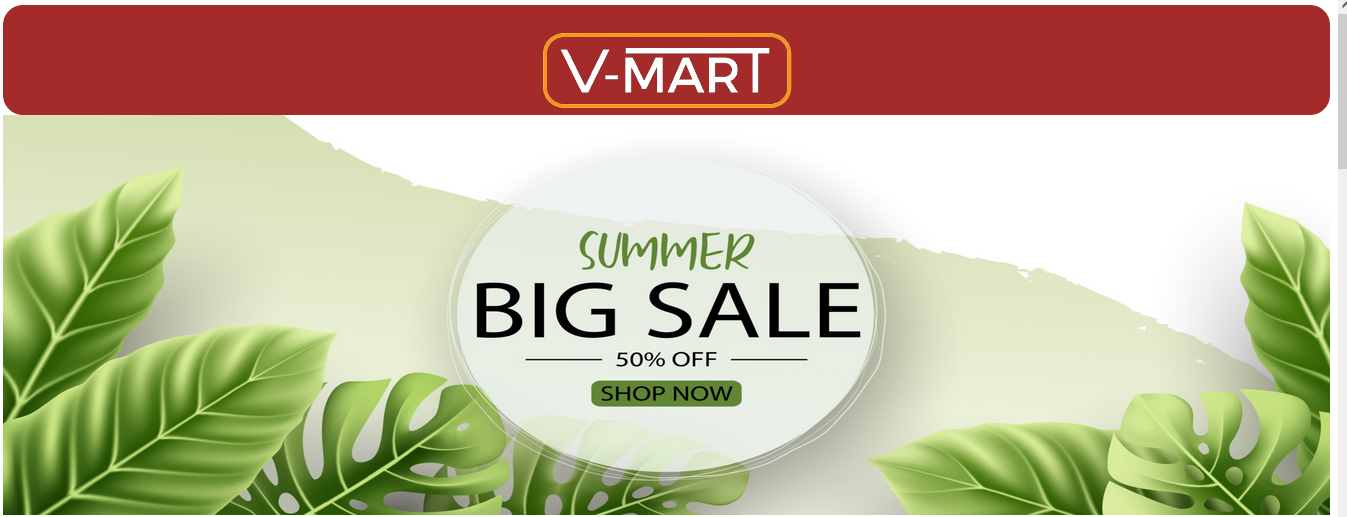 V-MART
SUMMER
BIG SALE
50% OFF
SHOP NOW